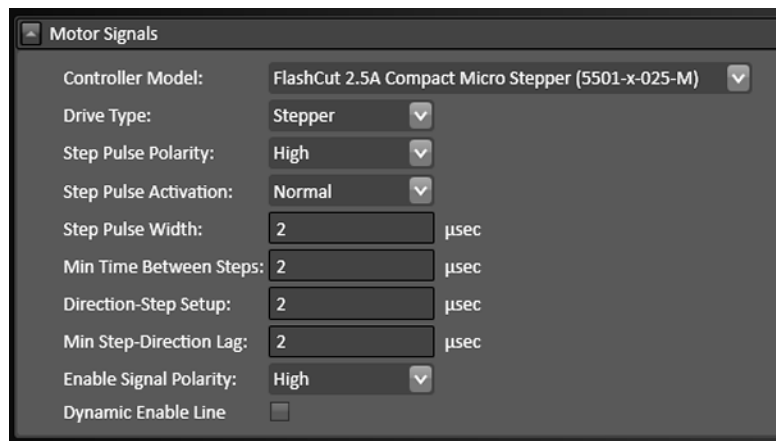 Motor Signals
Controller Model: FlashCut 2.5A Compact Micro Stepper (5501-x-025-M)
Drive Type: Stepper
Step Pulse Polarity: High
Step Pulse Activation: Normal
Step Pulse Width: 2 µsec
Min Time Between Steps: 2 µsec
Direction-Step Setup: 2 µsec
Min Step-Direction Lag: 2 µsec
Enable Signal Polarity: High
Dynamic Enable Line